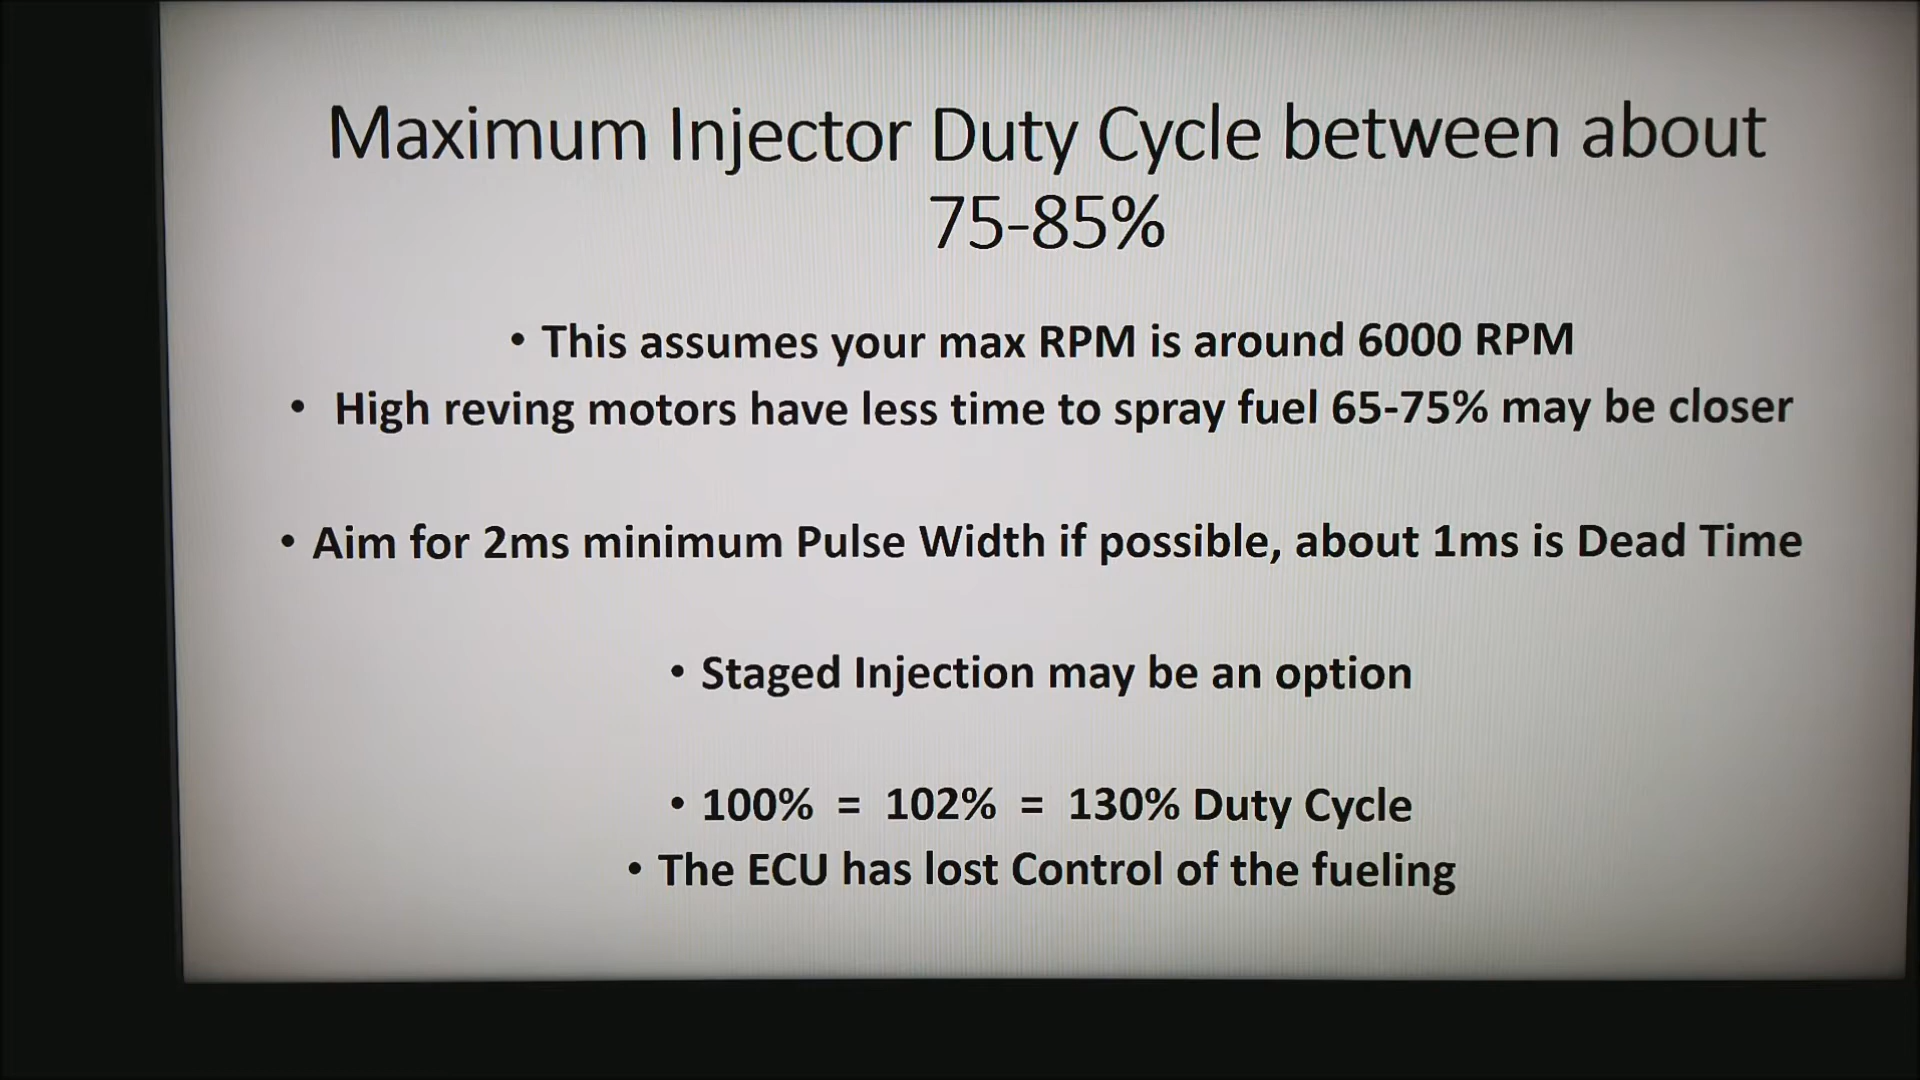 Maximum Injector Duty Cycle between about
75-85%
• This assumes your max RPM is around 6000 RPM
• High reving motors have less time to spray fuel 65-75% may be closer
• Aim for 2ms minimum Pulse Width if possible, about 1ms is Dead Time
• Staged Injection may be an option
• 100% = 102% = 130% Duty Cycle
• The ECU has lost Control of the fueling